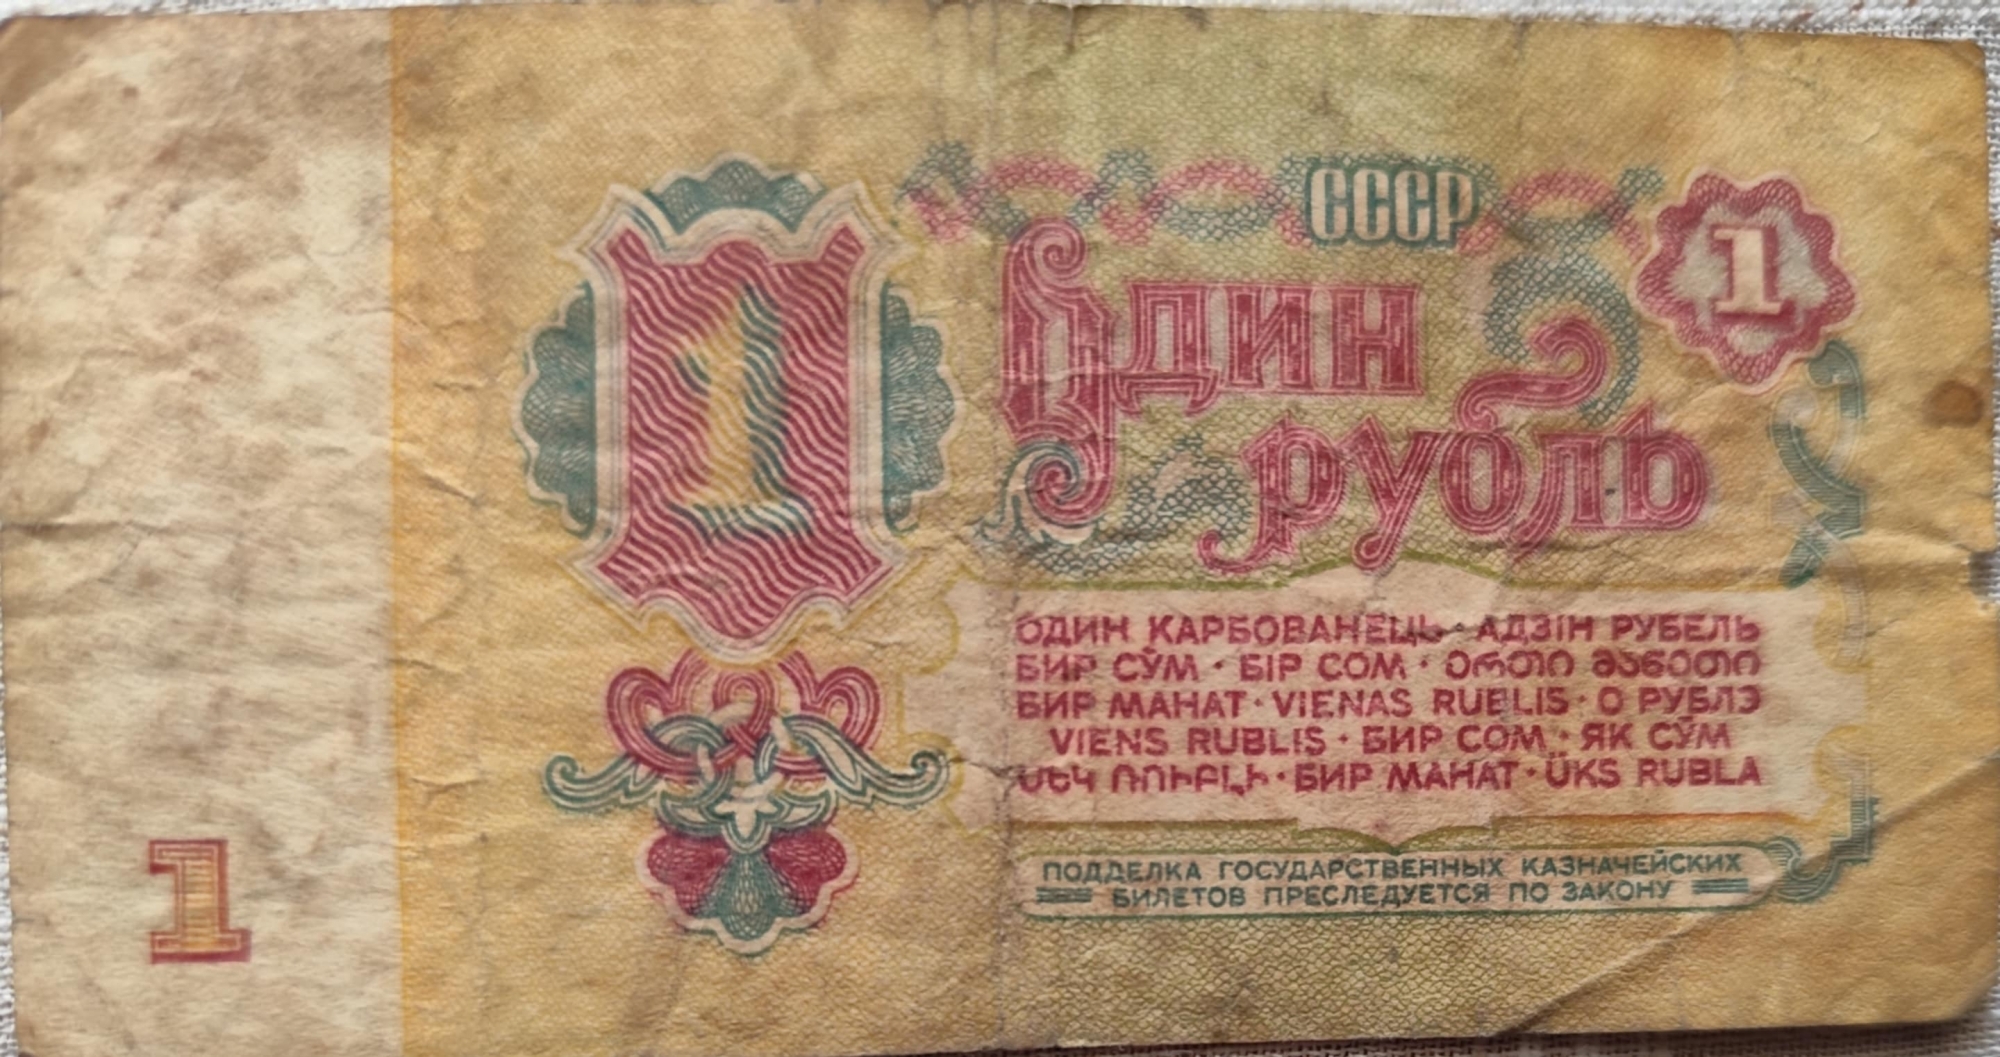 СССР
1
1
Один
рубль
ОДИН КАРБОВАНЕЦЬ · АДЗІН РУБЕЛЬ
БИР СЎМ · БІР СОМ · ᲔᲠᲗᲘ ᲛᲐᲜᲔᲗᲘ
БИР МАНАТ · VIENAS RUBLIS · О РУБЛЭ
VIENS RUBLIS · БИР СОМ · ЯК СӮМ
ՄԵԿ ՌՈՒԲԼԻ · БИР МАНАТ · ÜKS RUBLA
ПОДДЕЛКА ГОСУДАРСТВЕННЫХ КАЗНАЧЕЙСКИХ
БИЛЕТОВ ПРЕСЛЕДУЕТСЯ ПО ЗАКОНУ
1